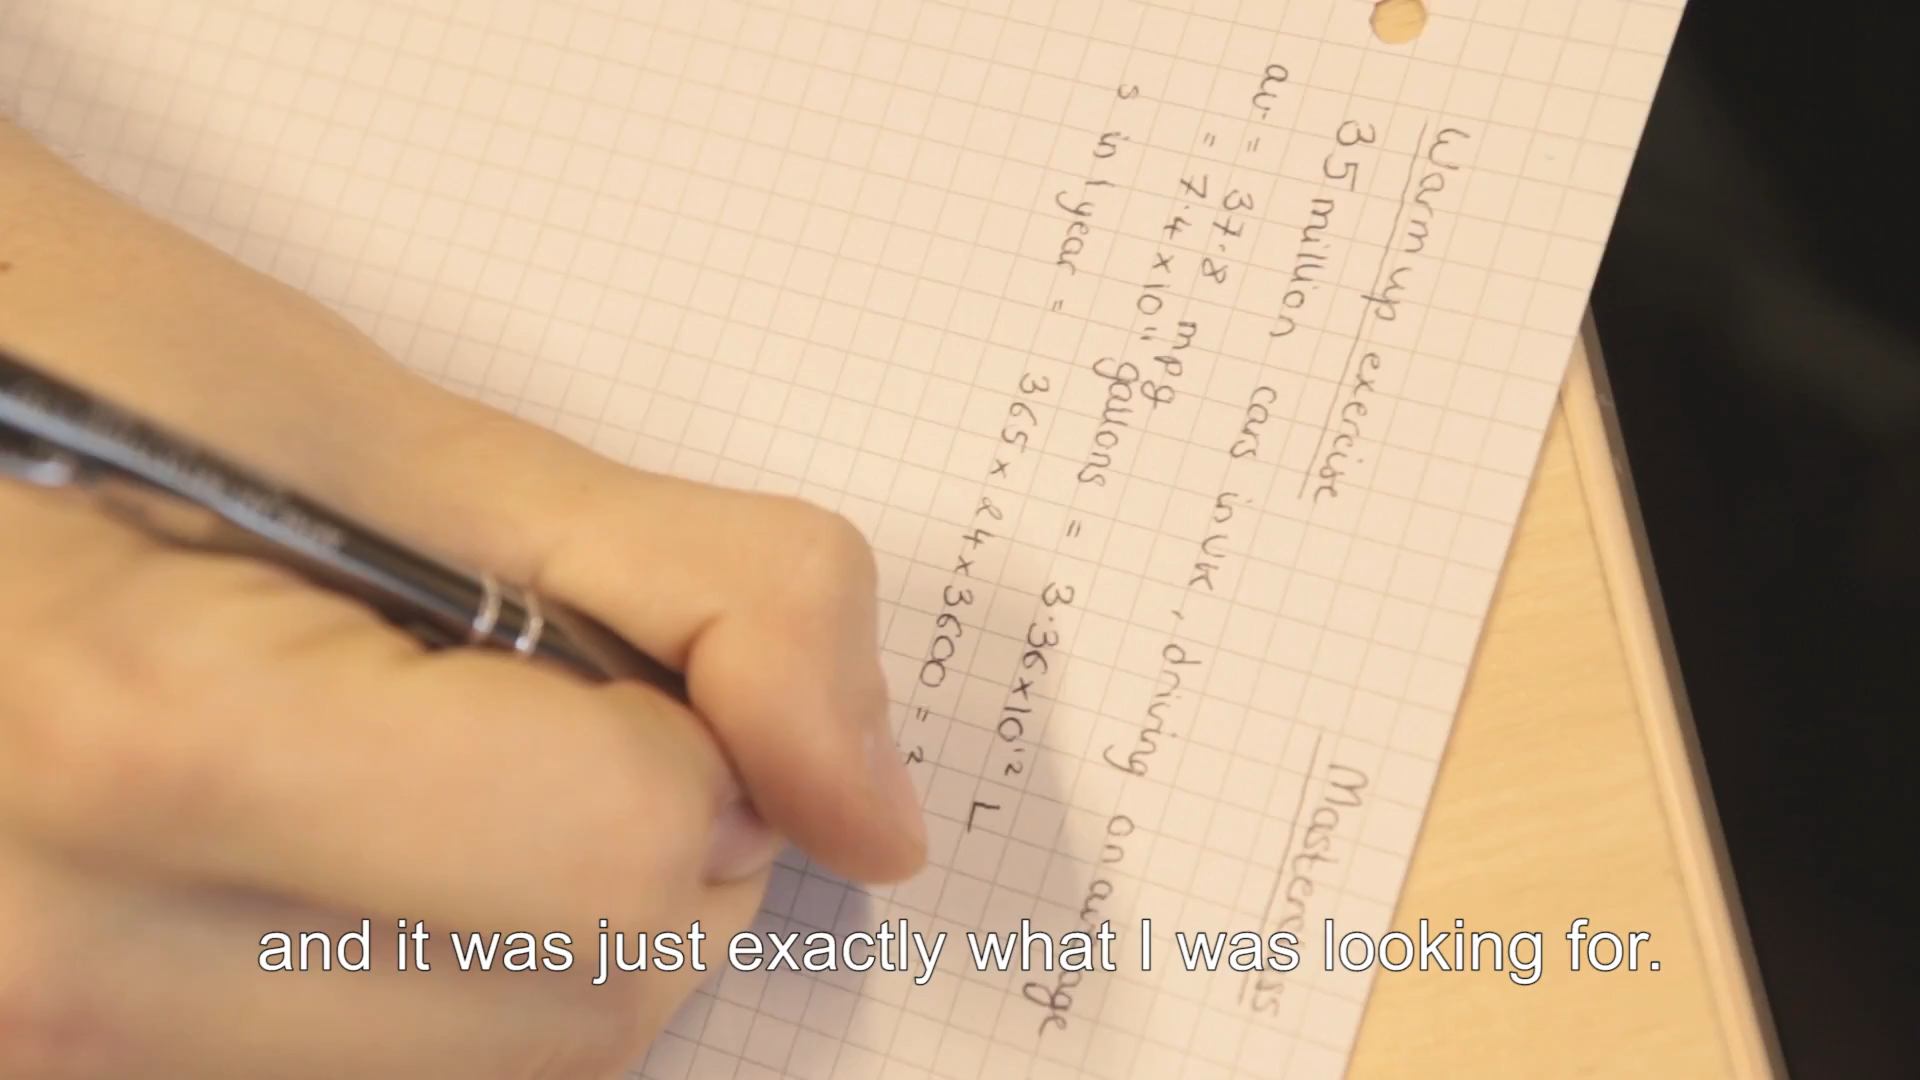 Warm up exercise
Masterclass
35 million cars in UK, driving on average
av = 37.8 mpg
= 7.4 x 10¹¹ gallons = 3.36 x 10¹² L
s in 1 year = 365 x 24 x 3600 = 3
and it was just exactly what I was looking for.